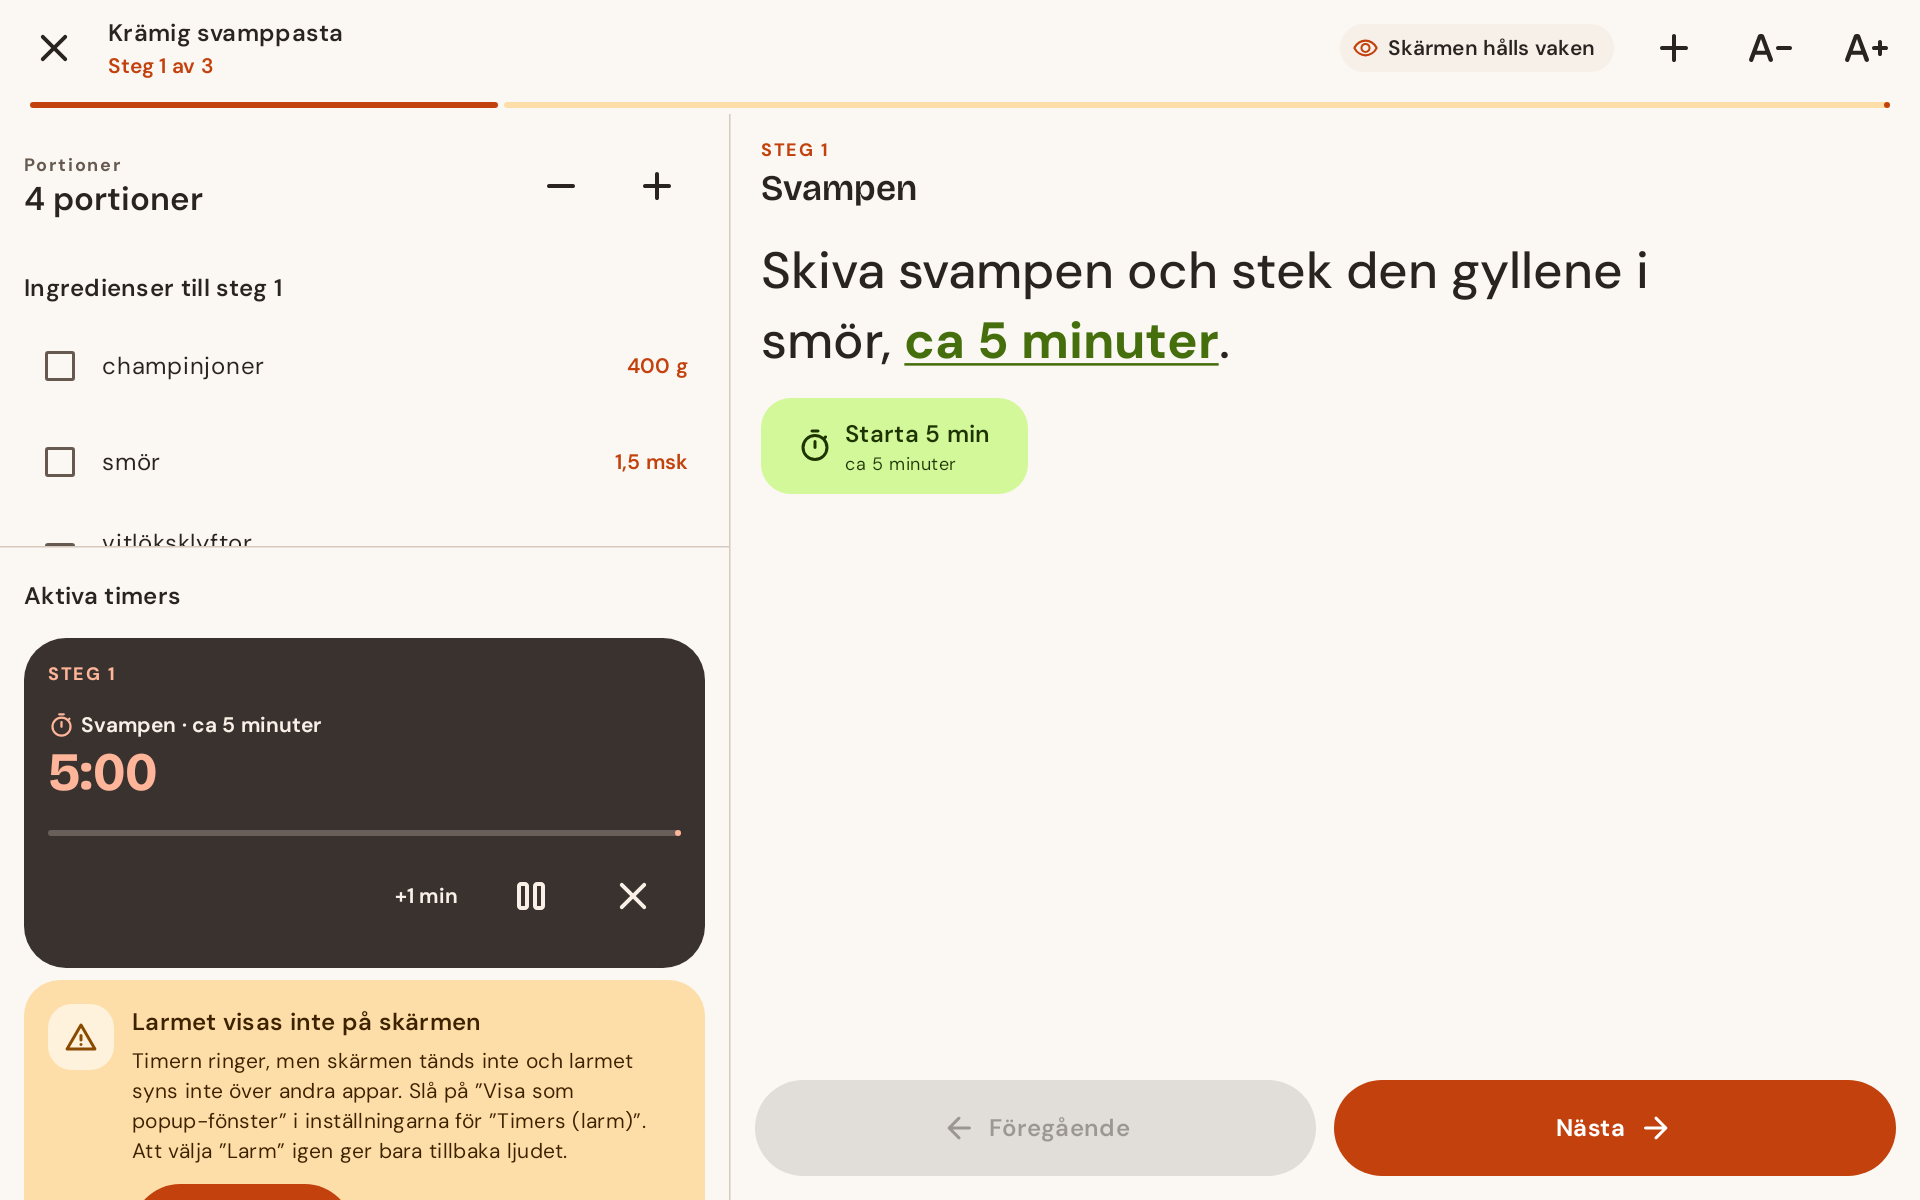 Krämig svamppasta
Steg 1 av 3
Skärmen hålls vaken
A−
A+
Portioner
4 portioner
Ingredienser till steg 1
champinjoner 400 g
smör 1,5 msk
vitlöksklyftor
Aktiva timers
STEG 1
Svampen · ca 5 minuter
5:00
+1 min
Larmet visas inte på skärmen
Timern ringer, men skärmen tänds inte och larmet
syns inte över andra appar. Slå på ”Visa som
popup-fönster” i inställningarna för ”Timers (larm)”.
Att välja ”Larm” igen ger bara tillbaka ljudet.
STEG 1
Svampen
Skiva svampen och stek den gyllene i
smör, ca 5 minuter.
Starta 5 min
ca 5 minuter
Föregående
Nästa